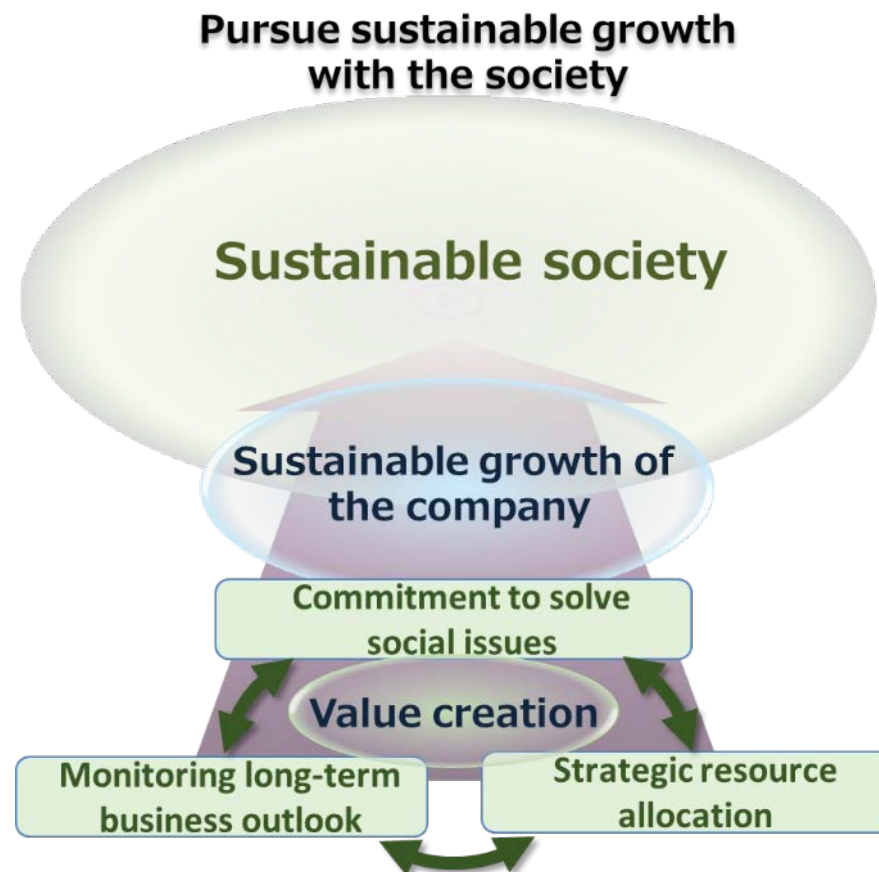 Pursue sustainable growth
with the society
Sustainable society
Sustainable growth of
the company
Commitment to solve
social issues
Value creation
Monitoring long-term
business outlook
Strategic resource
allocation